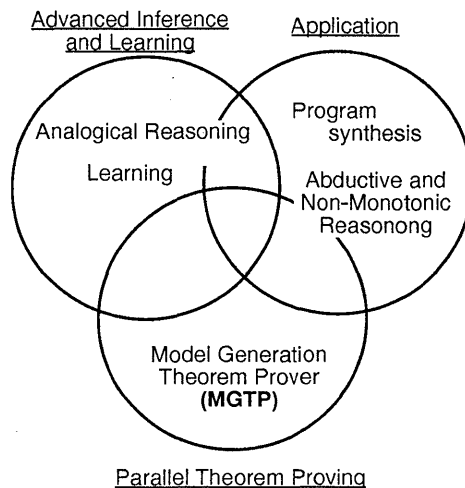 Advanced Inference
and Learning
Application
Analogical Reasoning
Learning
Program
synthesis
Abductive and
Non-Monotonic
Reasonong
Model Generation
Theorem Prover
(MGTP)
Parallel Theorem Proving